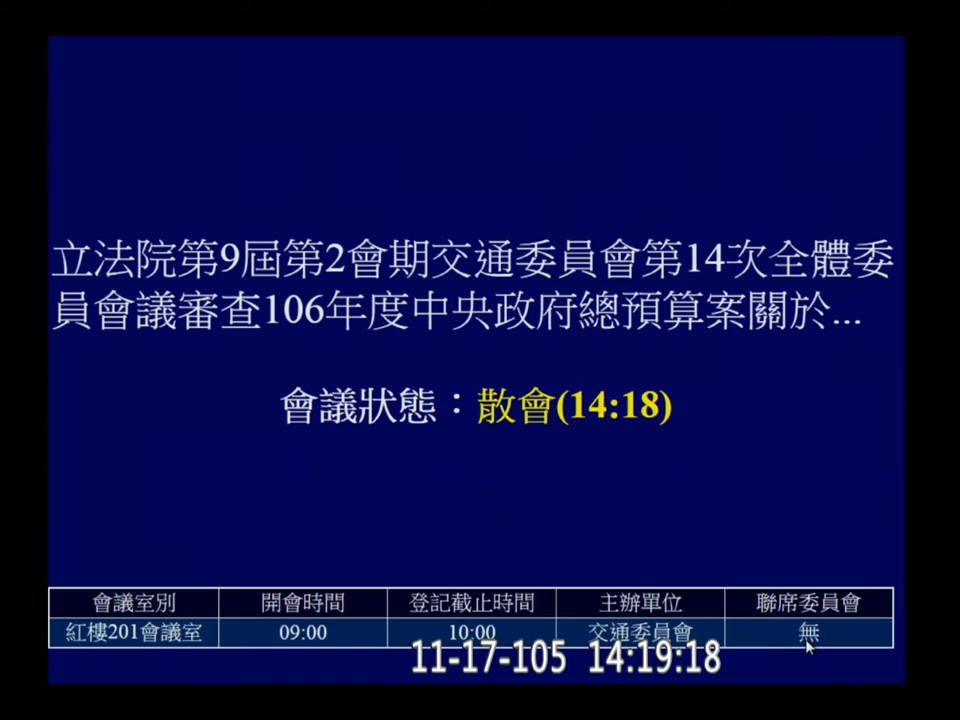 立法院第9屆第2會期交通委員會第14次全體委
員會議審查106年度中央政府總預算案關於...
會議狀態：散會(14:18)
會議室別 開會時間 登記截止時間 主辦單位 聯席委員會
紅樓201會議室 09:00 10:00 交通委員會 無
11-17-105 14:19:18